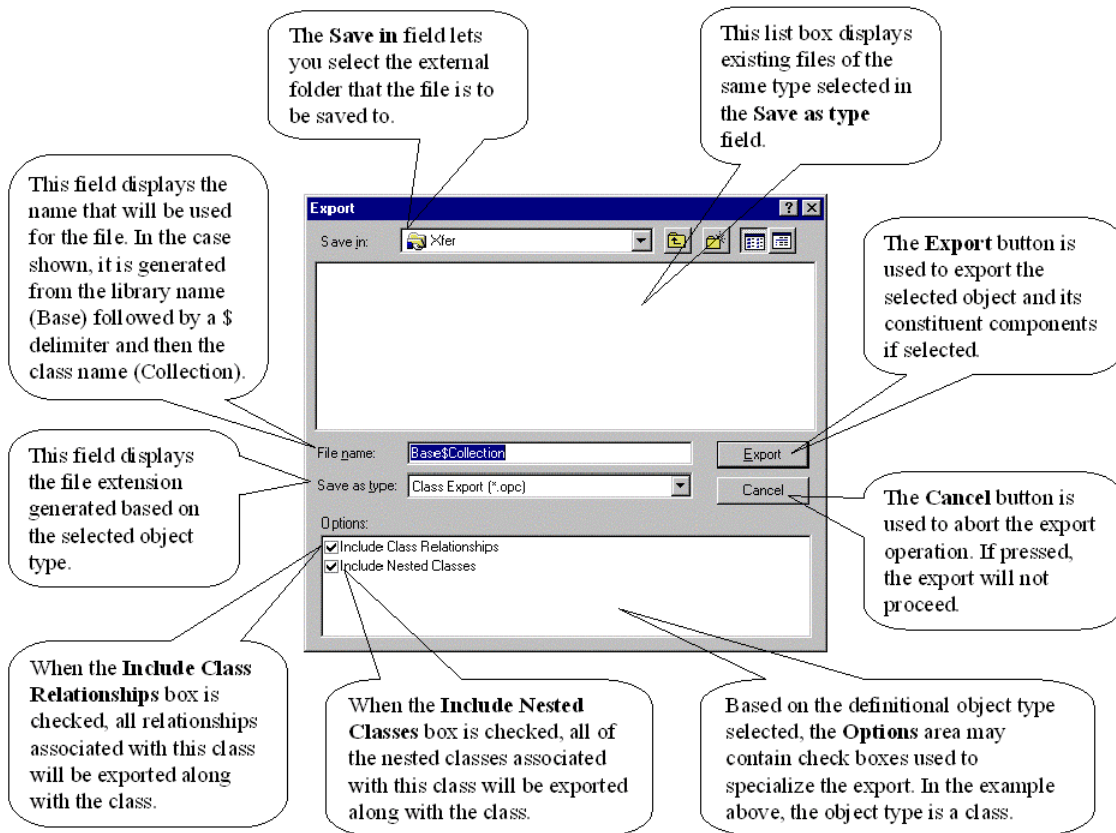 The Save in field lets
you select the external
folder that the file is to
be saved to.
This list box displays
existing files of the
same type selected in
the Save as type
field.
This field displays the
name that will be used
for the file. In the case
shown, it is generated
from the library name
(Base) followed by a $
delimiter and then the
class name (Collection).
Export
Save in:
Xfer
The Export button is
used to export the
selected object and its
constituent components
if selected.
This field displays
the file extension
generated based on
the selected object
type.
File name:
Base$Collection
Export
Save as type:
Class Export (*.opc)
Cancel
Options:
Include Class Relationships
Include Nested Classes
The Cancel button is
used to abort the export
operation. If pressed,
the export will not
proceed.
When the Include Class
Relationships box is
checked, all relationships
associated with this class
will be exported along
with the class.
When the Include Nested
Classes box is checked, all of
the nested classes associated
with this class will be exported
along with the class.
Based on the definitional object type
selected, the Options area may
contain check boxes used to
specialize the export. In the example
above, the object type is a class.